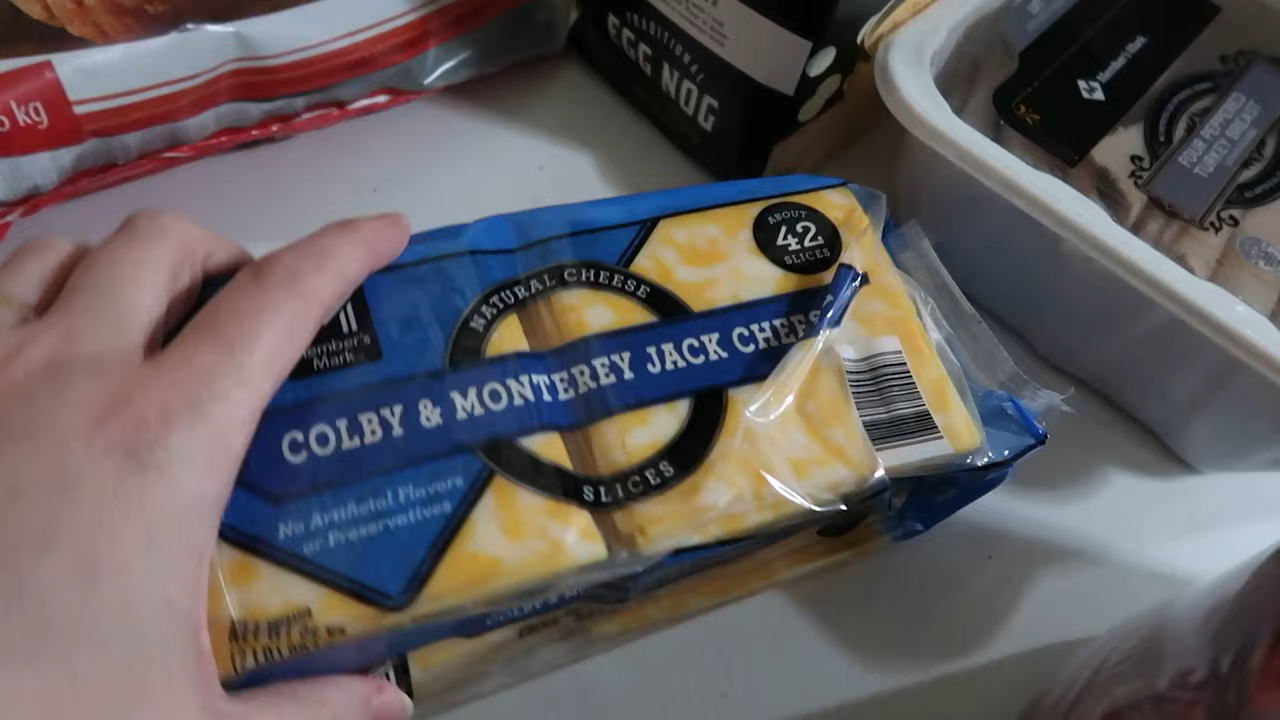 kg
TRADITIONAL
EGG NOG
Member's Mark
FOUR PEPPERED
TURKEY BREAST
ABOUT
42
SLICES
NATURAL CHEESE
Member's
Mark
COLBY & MONTEREY JACK CHEESE
SLICES
No Artificial Flavors
or Preservatives